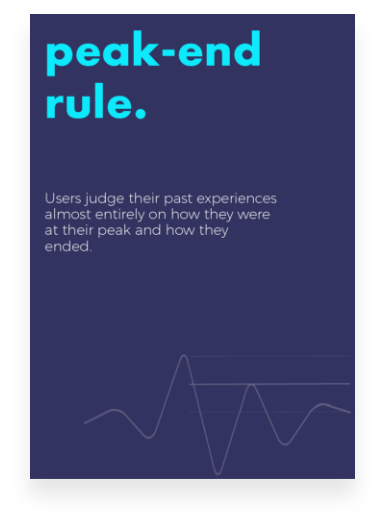 peak-end
rule.
Users judge their past experiences
almost entirely on how they were
at their peak and how they
ended.